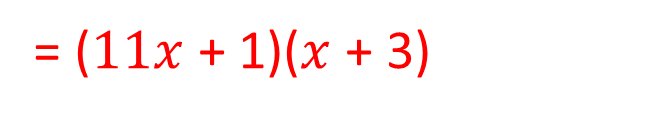 = (11x + 1)(x + 3)